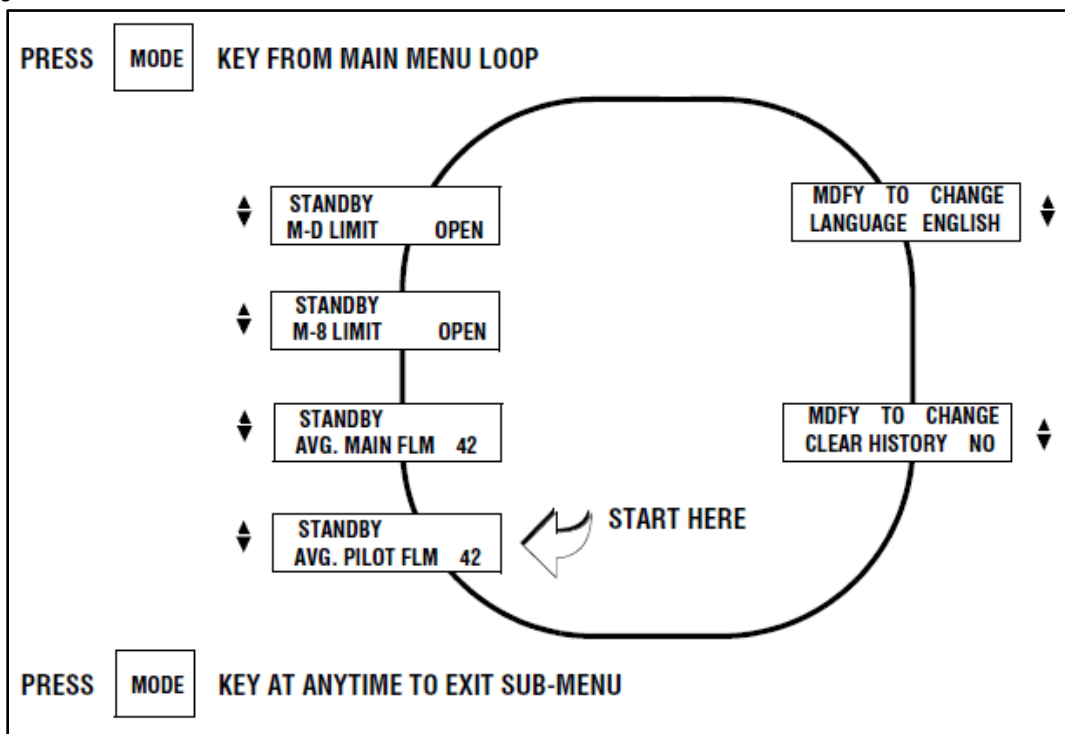 PRESS MODE KEY FROM MAIN MENU LOOP
STANDBY
M-D LIMIT OPEN
MDFY TO CHANGE
LANGUAGE ENGLISH
STANDBY
M-8 LIMIT OPEN
STANDBY
AVG. MAIN FLM 42
MDFY TO CHANGE
CLEAR HISTORY NO
STANDBY
AVG. PILOT FLM 42
START HERE
PRESS MODE KEY AT ANYTIME TO EXIT SUB-MENU